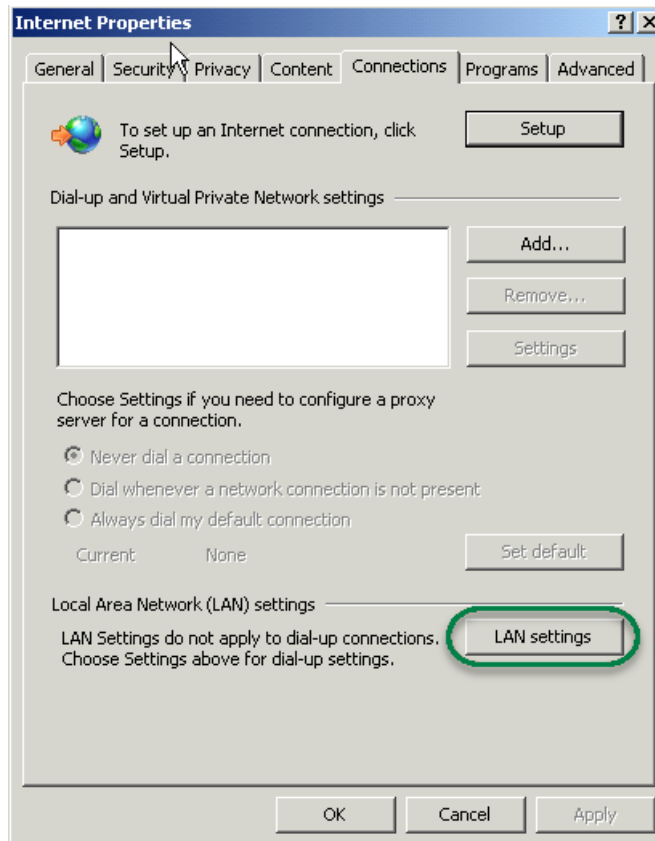 Internet Properties
General Security Privacy Content Connections Programs Advanced
To set up an Internet connection, click
Setup.
Setup
Dial-up and Virtual Private Network settings
Add...
Remove...
Settings
Choose Settings if you need to configure a proxy
server for a connection.
Never dial a connection
Dial whenever a network connection is not present
Always dial my default connection
Current None
Set default
Local Area Network (LAN) settings
LAN Settings do not apply to dial-up connections.
Choose Settings above for dial-up settings.
LAN settings
OK Cancel Apply